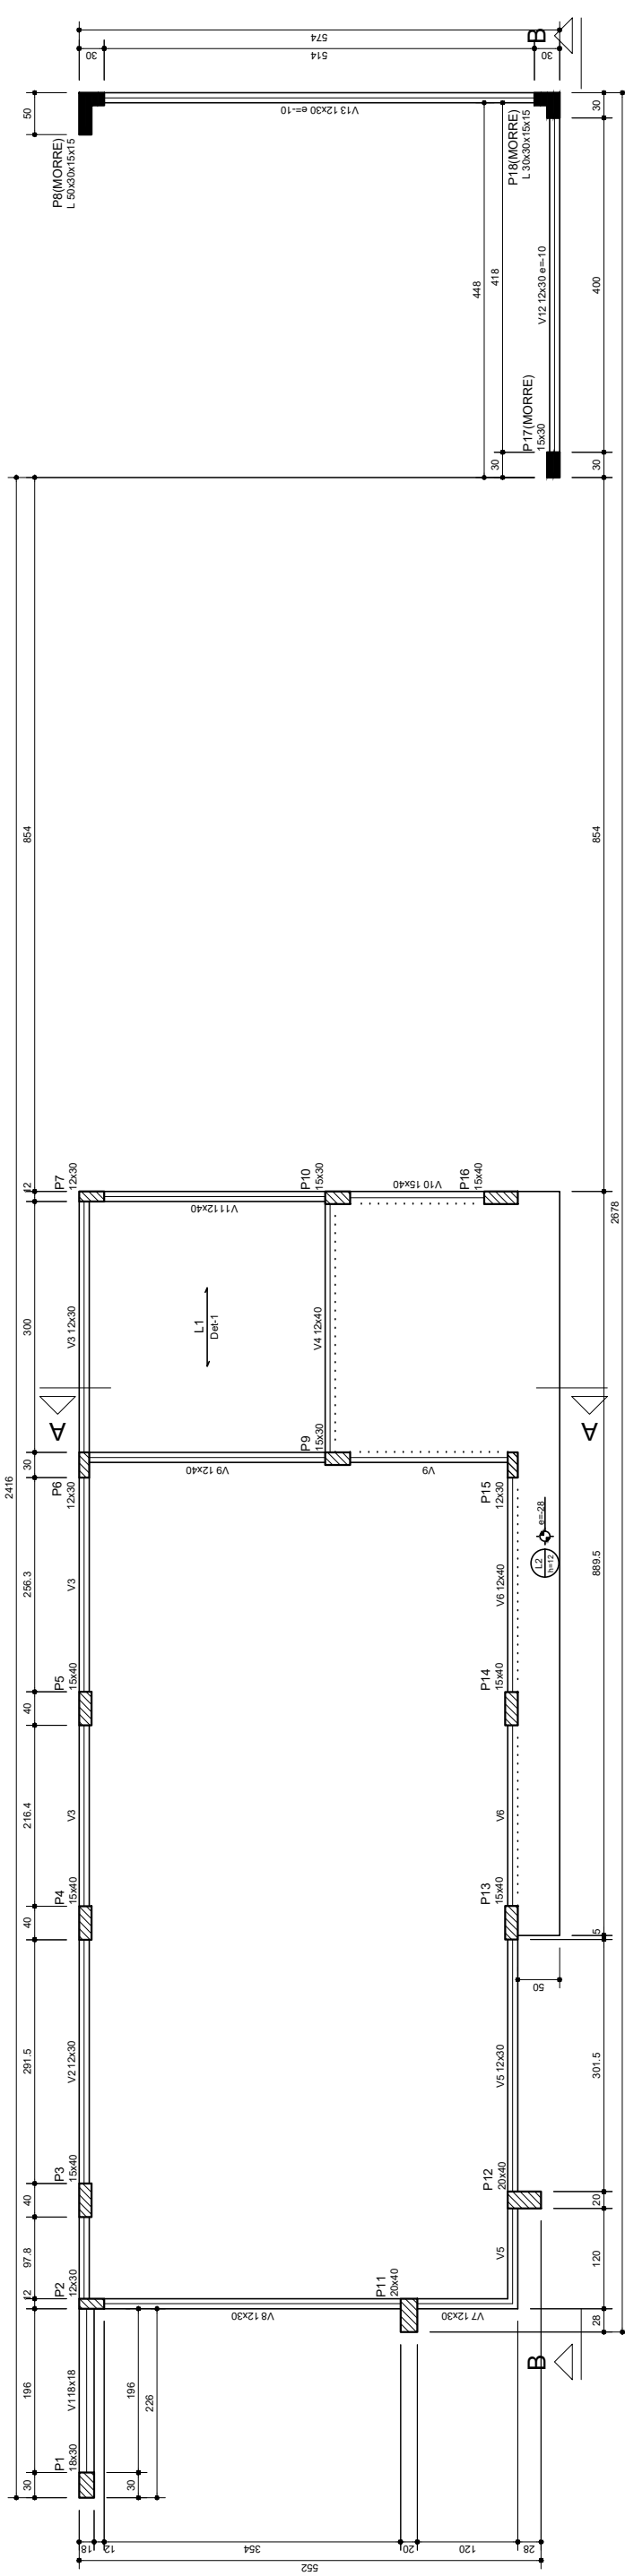 574
30
514
30
B
50
P8(MORRE)
L 50x30x15x15
V13 12x30 e=-10
P18(MORRE)
L 30x30x15x15
30
448
418
V12 12x30 e=-10
400
P17(MORRE)
15x30
30
30
2416
854
854
2678
12
P7
12x30
P10
15x30
V10 15x40
P16
15x40
V11 12x40
300
V3 12x30
L1
Det-1
V4 12x40
A
A
30
P6
12x30
V9 12x40
P9
15x30
V9
P15
12x30
L2
h=12
e=-28
889.5
256.3
V3
V6 12x40
P5
15x40
P14
15x40
40
216.4
V3
V6
P4
15x40
P13
15x40
40
5
50
291.5
V2 12x30
V5 12x30
301.5
P3
15x40
P12
20x40
40
20
97.8
V5
120
P2
12x30
P11
20x40
12
V8 12x30
V7 12x30
28
B
196
V1 18x18
196
226
P1
18x30
30
30
18
12
354
20
120
28
552